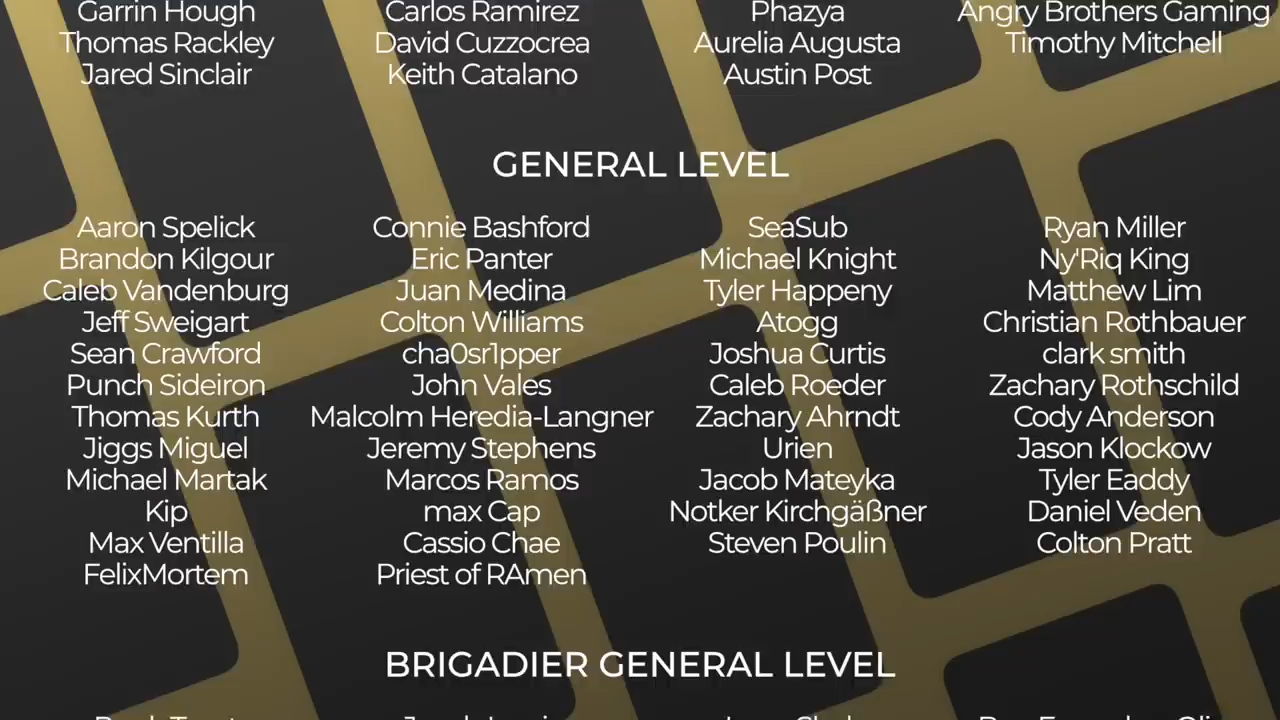 Garrin Hough Carlos Ramirez Phazya Angry Brothers Gaming
Thomas Rackley David Cuzzocrea Aurelia Augusta Timothy Mitchell
Jared Sinclair Keith Catalano Austin Post
GENERAL LEVEL
Aaron Spelick Connie Bashford SeaSub Ryan Miller
Brandon Kilgour Eric Panter Michael Knight Ny'Riq King
Caleb Vandenburg Juan Medina Tyler Happeny Matthew Lim
Jeff Sweigart Colton Williams Atogg Christian Rothbauer
Sean Crawford cha0sr1pper Joshua Curtis clark smith
Punch Sideiron John Vales Caleb Roeder Zachary Rothschild
Thomas Kurth Malcolm Heredia-Langner Zachary Ahrndt Cody Anderson
Jiggs Miguel Jeremy Stephens Urien Jason Klockow
Michael Martak Marcos Ramos Jacob Mateyka Tyler Eaddy
Kip max Cap Notker Kirchgäßner Daniel Veden
Max Ventilla Cassio Chae Steven Poulin Colton Pratt
FelixMortem Priest of RAmen
BRIGADIER GENERAL LEVEL